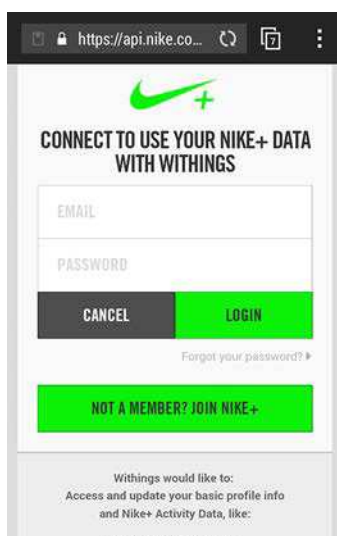 https://api.nike.co... 7
CONNECT TO USE YOUR NIKE+ DATA
WITH WITHINGS
EMAIL
PASSWORD
CANCEL LOGIN
Forgot your password?
NOT A MEMBER? JOIN NIKE+
Withings would like to:
Access and update your basic profile info
and Nike+ Activity Data, like: